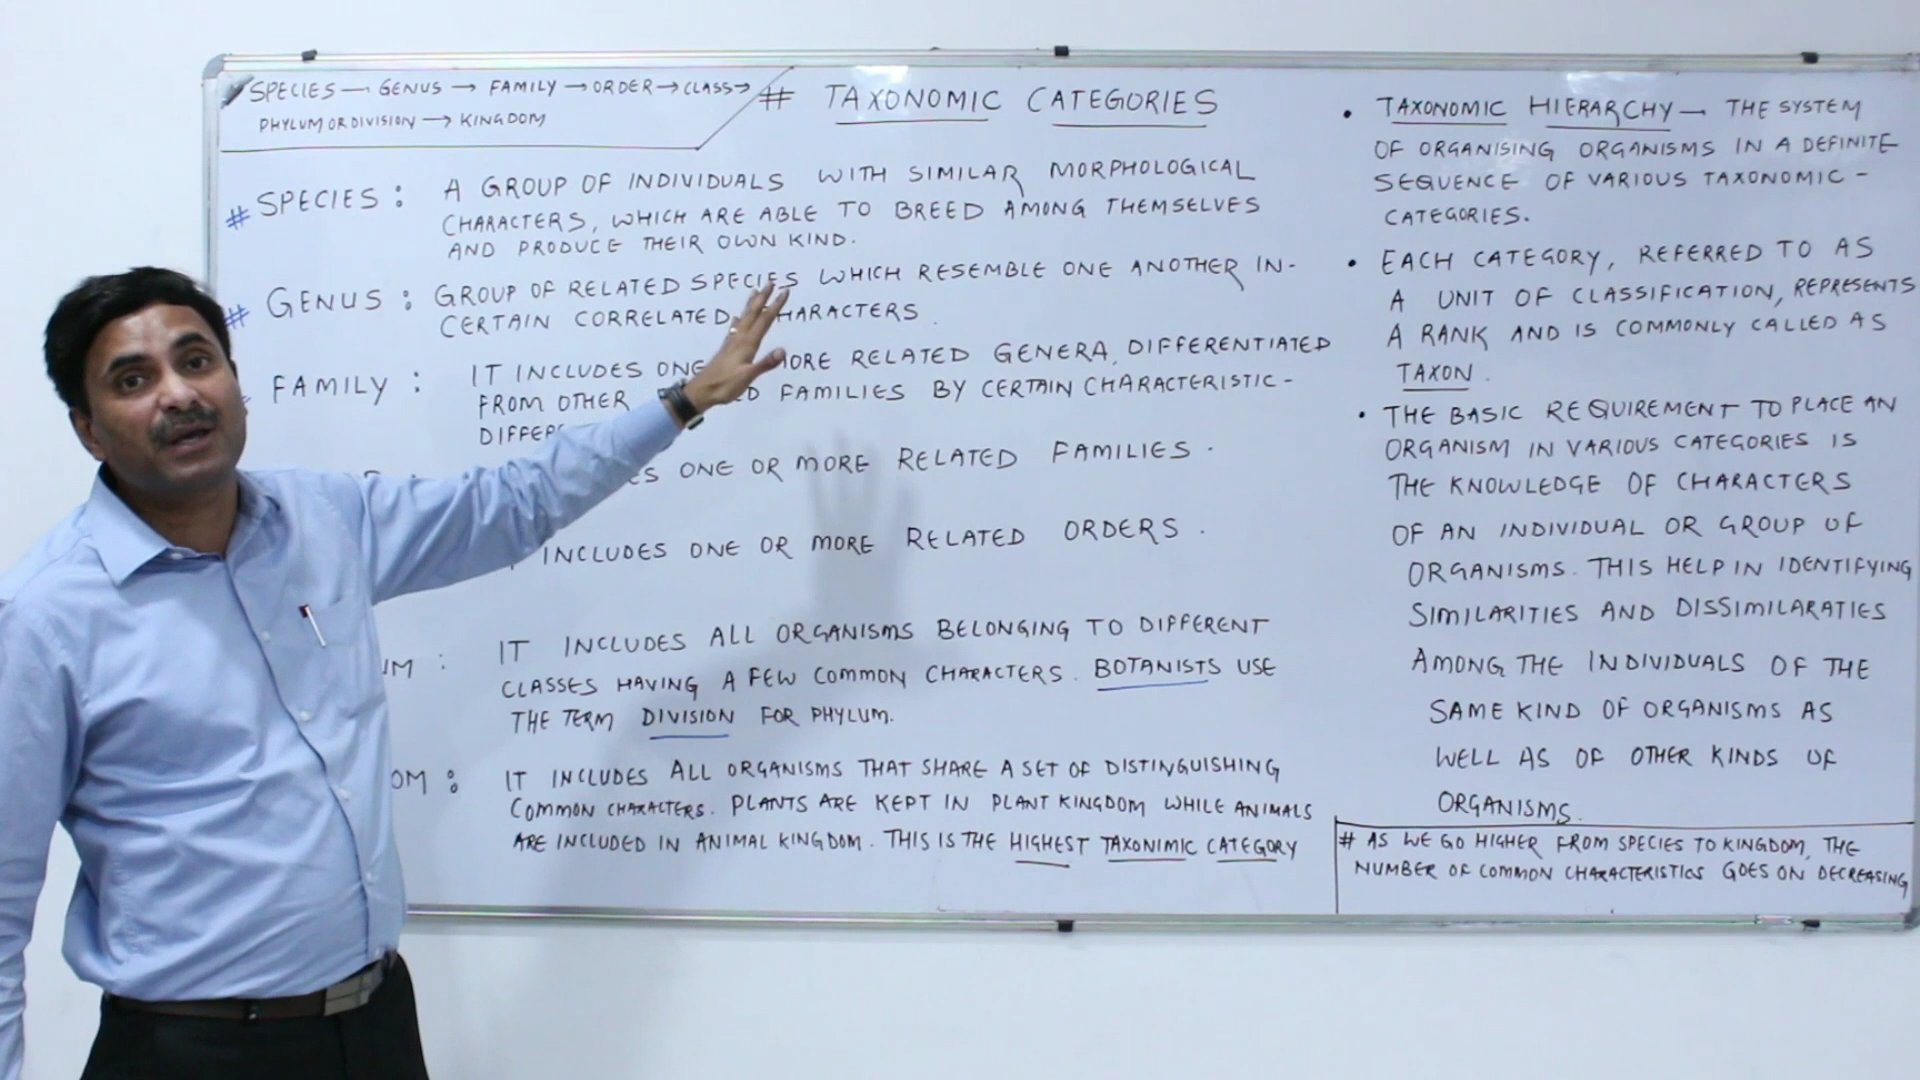 SPECIES → GENUS → FAMILY → ORDER → CLASS →
PHYLUM OR DIVISION → KINGDOM
# TAXONOMIC CATEGORIES
# SPECIES : A GROUP OF INDIVIDUALS WITH SIMILAR MORPHOLOGICAL
CHARACTERS, WHICH ARE ABLE TO BREED AMONG THEMSELVES
AND PRODUCE THEIR OWN KIND.
# GENUS : GROUP OF RELATED SPECIES WHICH RESEMBLE ONE ANOTHER IN-
CERTAIN CORRELATED CHARACTERS.
FAMILY : IT INCLUDES ONE MORE RELATED GENERA, DIFFERENTIATED
FROM OTHER FAMILIES BY CERTAIN CHARACTERISTIC-
: ONE OR MORE RELATED FAMILIES.
INCLUDES ONE OR MORE RELATED ORDERS.
: IT INCLUDES ALL ORGANISMS BELONGING TO DIFFERENT
CLASSES HAVING A FEW COMMON CHARACTERS. BOTANISTS USE
THE TERM DIVISION FOR PHYLUM.
: IT INCLUDES ALL ORGANISMS THAT SHARE A SET OF DISTINGUISHING
COMMON CHARACTERS. PLANTS ARE KEPT IN PLANT KINGDOM WHILE ANIMALS
ARE INCLUDED IN ANIMAL KINGDOM. THIS IS THE HIGHEST TAXONIMIC CATEGORY
• TAXONOMIC HIERARCHY – THE SYSTEM
OF ORGANISING ORGANISMS IN A DEFINITE
SEQUENCE OF VARIOUS TAXONOMIC -
CATEGORIES.
• EACH CATEGORY, REFERRED TO AS
A UNIT OF CLASSIFICATION, REPRESENTS
A RANK AND IS COMMONLY CALLED AS
TAXON.
• THE BASIC REQUIREMENT TO PLACE AN
ORGANISM IN VARIOUS CATEGORIES IS
THE KNOWLEDGE OF CHARACTERS
OF AN INDIVIDUAL OR GROUP OF
ORGANISMS. THIS HELP IN IDENTIFYING
SIMILARITIES AND DISSIMILARATIES
AMONG THE INDIVIDUALS OF THE
SAME KIND OF ORGANISMS AS
WELL AS OF OTHER KINDS OF
ORGANISMS.
# AS WE GO HIGHER FROM SPECIES TO KINGDOM, THE
NUMBER OF COMMON CHARACTERISTICS GOES ON DECREASING